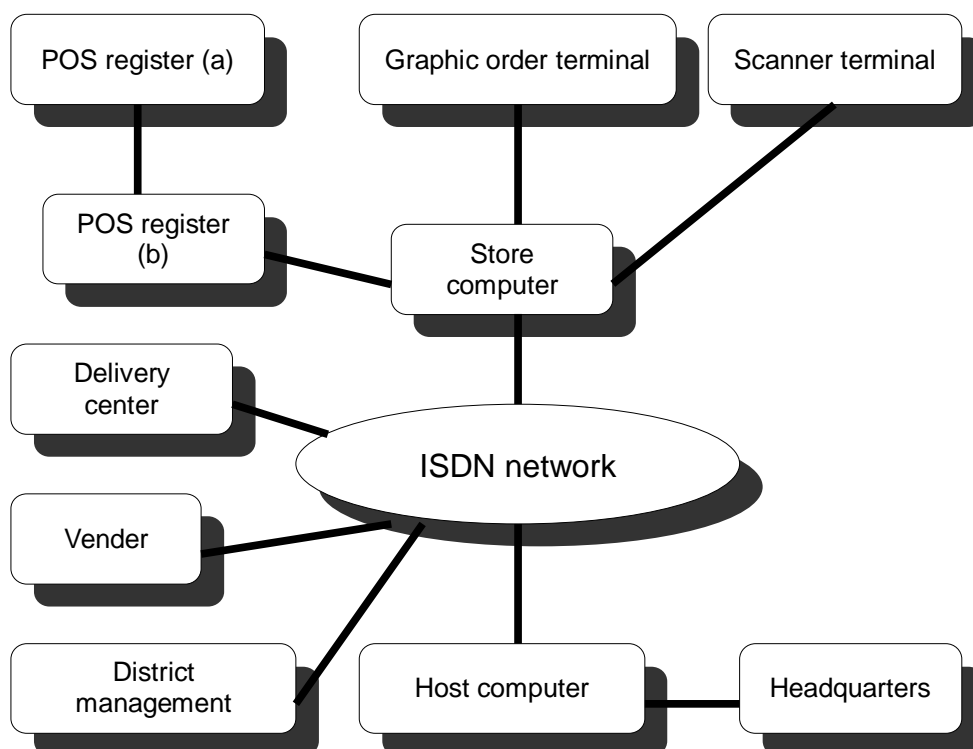 POS register (a)
Graphic order terminal
Scanner terminal
POS register
(b)
Store
computer
Delivery
center
ISDN network
Vender
District
management
Host computer
Headquarters